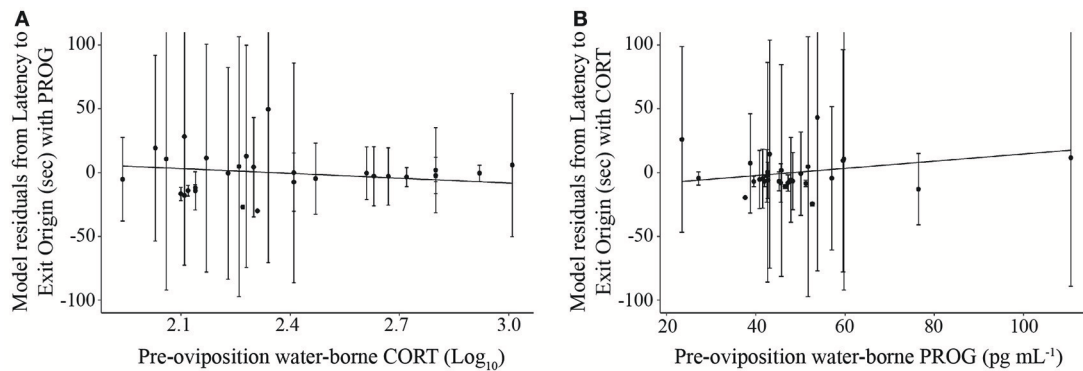 A
Model residuals from Latency to
Exit Origin (sec) with PROG
100
50
0
-50
-100
2.1 2.4 2.7 3.0
Pre-oviposition water-borne CORT (Log₁₀)
B
Model residuals from Latency to
Exit Origin (sec) with CORT
100
50
0
-50
-100
20 40 60 80 100
Pre-oviposition water-borne PROG (pg mL⁻¹)